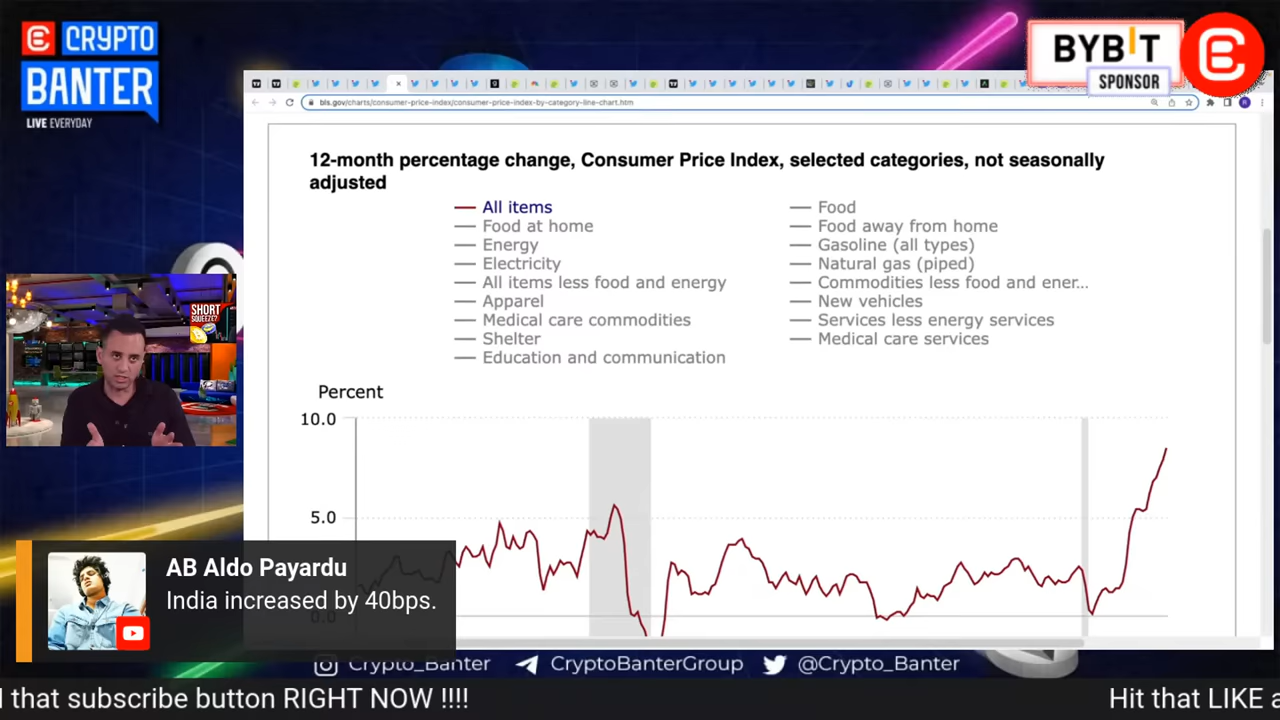 CRYPTO
BANTER
LIVE EVERYDAY
BYBIT
SPONSOR
bls.gov/charts/consumer-price-index/consumer-price-index-by-category-line-chart.htm
12-month percentage change, Consumer Price Index, selected categories, not seasonally
adjusted
All items
Food
Food at home
Food away from home
Energy
Gasoline (all types)
Electricity
Natural gas (piped)
All items less food and energy
Commodities less food and ener...
Apparel
New vehicles
Medical care commodities
Services less energy services
Shelter
Medical care services
Education and communication
SHORT
SQUEEZE?
Percent
10.0
5.0
0.0
AB Aldo Payardu
India increased by 40bps.
Crypto_Banter
CryptoBanterGroup
@Crypto_Banter
that subscribe button RIGHT NOW !!!!
Hit that LIKE a